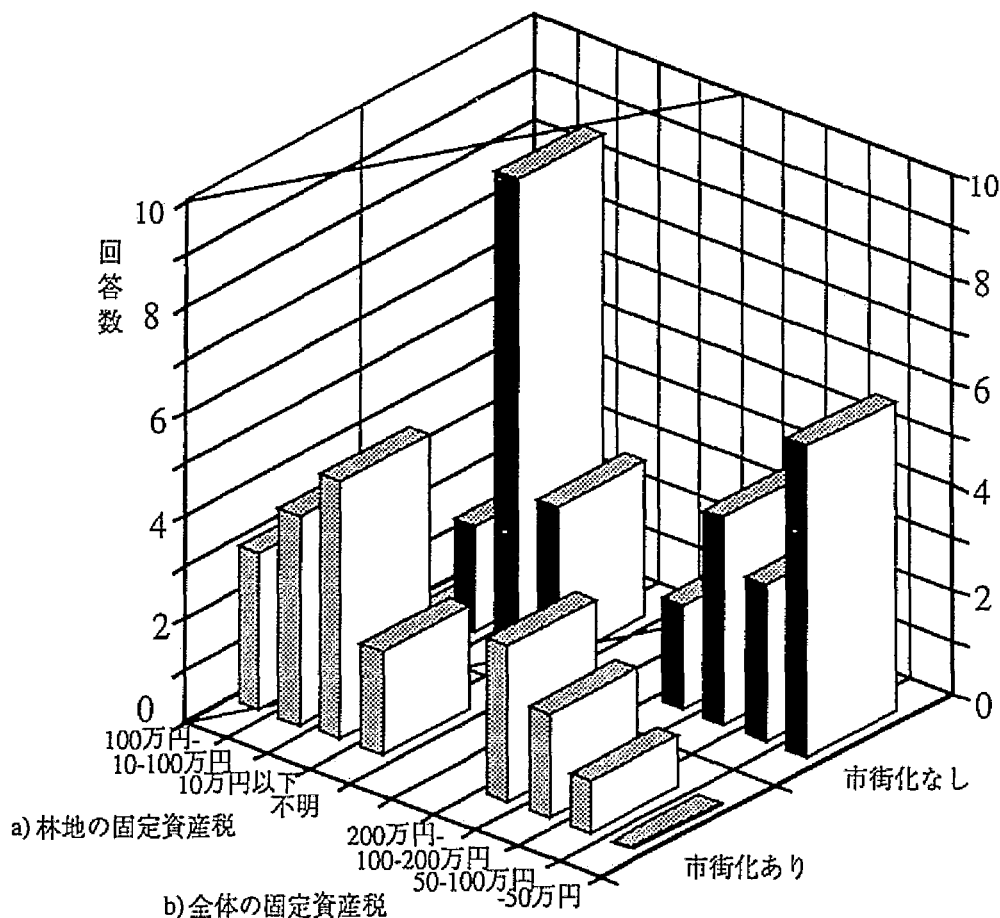 10
8
6
4
2
0
回答数
10
8
6
4
2
0
100万円-
10-100万円
10万円以下
不明
a) 林地の固定資産税
200万円-
100-200万円
50-100万円
-50万円
b) 全体の固定資産税
市街化なし
市街化あり